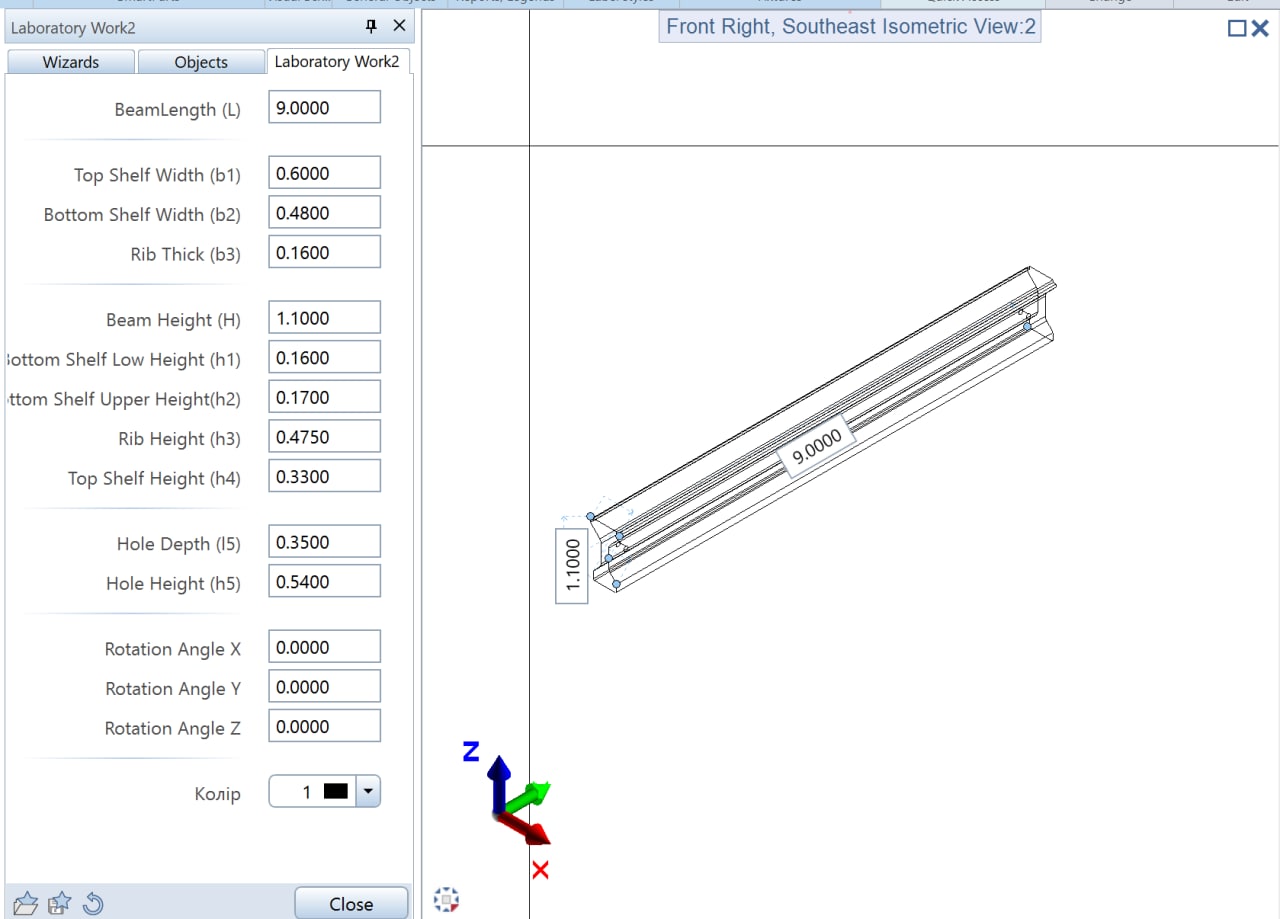 Laboratory Work2
Front Right, Southeast Isometric View:2
Wizards
Objects
Laboratory Work2
BeamLength (L)
9.0000
Top Shelf Width (b1)
0.6000
Bottom Shelf Width (b2)
0.4800
Rib Thick (b3)
0.1600
Beam Height (H)
1.1000
ottom Shelf Low Height (h1)
0.1600
ttom Shelf Upper Height(h2)
0.1700
Rib Height (h3)
0.4750
Top Shelf Height (h4)
0.3300
Hole Depth (l5)
0.3500
Hole Height (h5)
0.5400
Rotation Angle X
0.0000
Rotation Angle Y
0.0000
Rotation Angle Z
0.0000
Колір
1
Close
9.0000
1.1000
Z
X